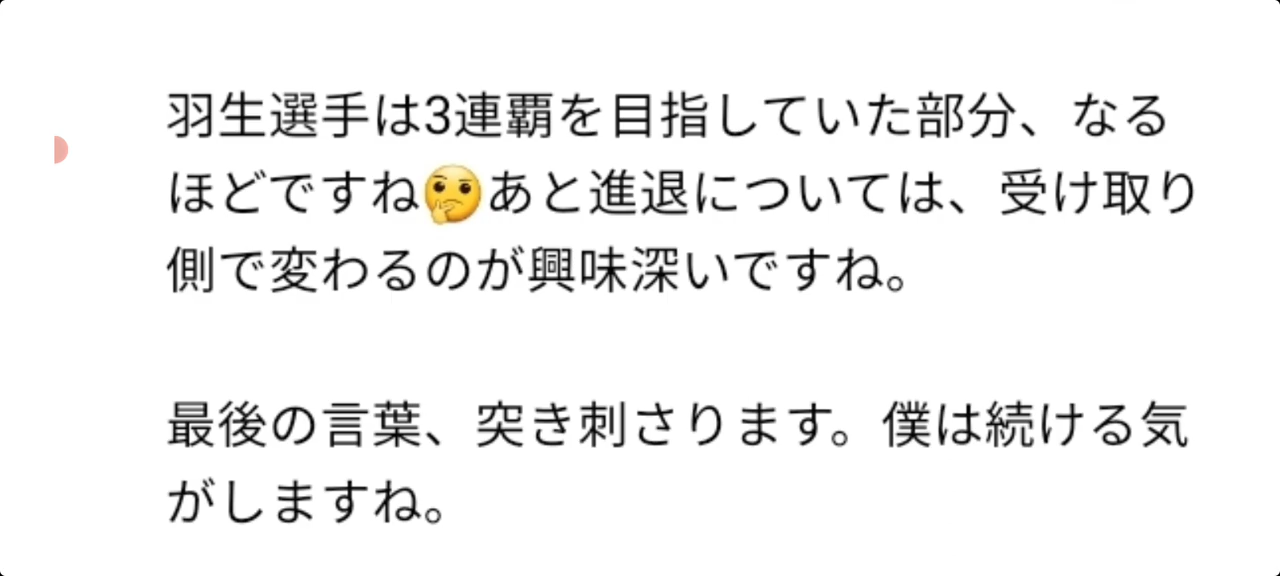 羽生選手は3連覇を目指していた部分、なる
ほどですね🤔あと進退については、受け取り
側で変わるのが興味深いですね。
最後の言葉、突き刺さります。僕は続ける気
がしますね。